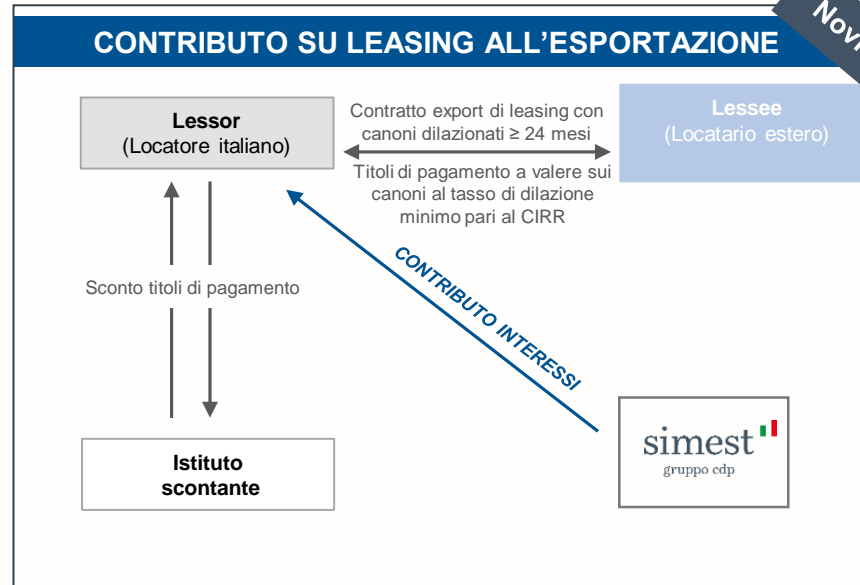 CONTRIBUTO SU LEASING ALL'ESPORTAZIONE
Lessor
(Locatore italiano)
Contratto export di leasing con
canoni dilazionati ≥ 24 mesi
Lessee
(Locatario estero)
Titoli di pagamento a valere sui
canoni al tasso di dilazione
minimo pari al CIRR
CONTRIBUTO INTERESSI
Sconto titoli di pagamento
Istituto
scontante
simest
gruppo cdp